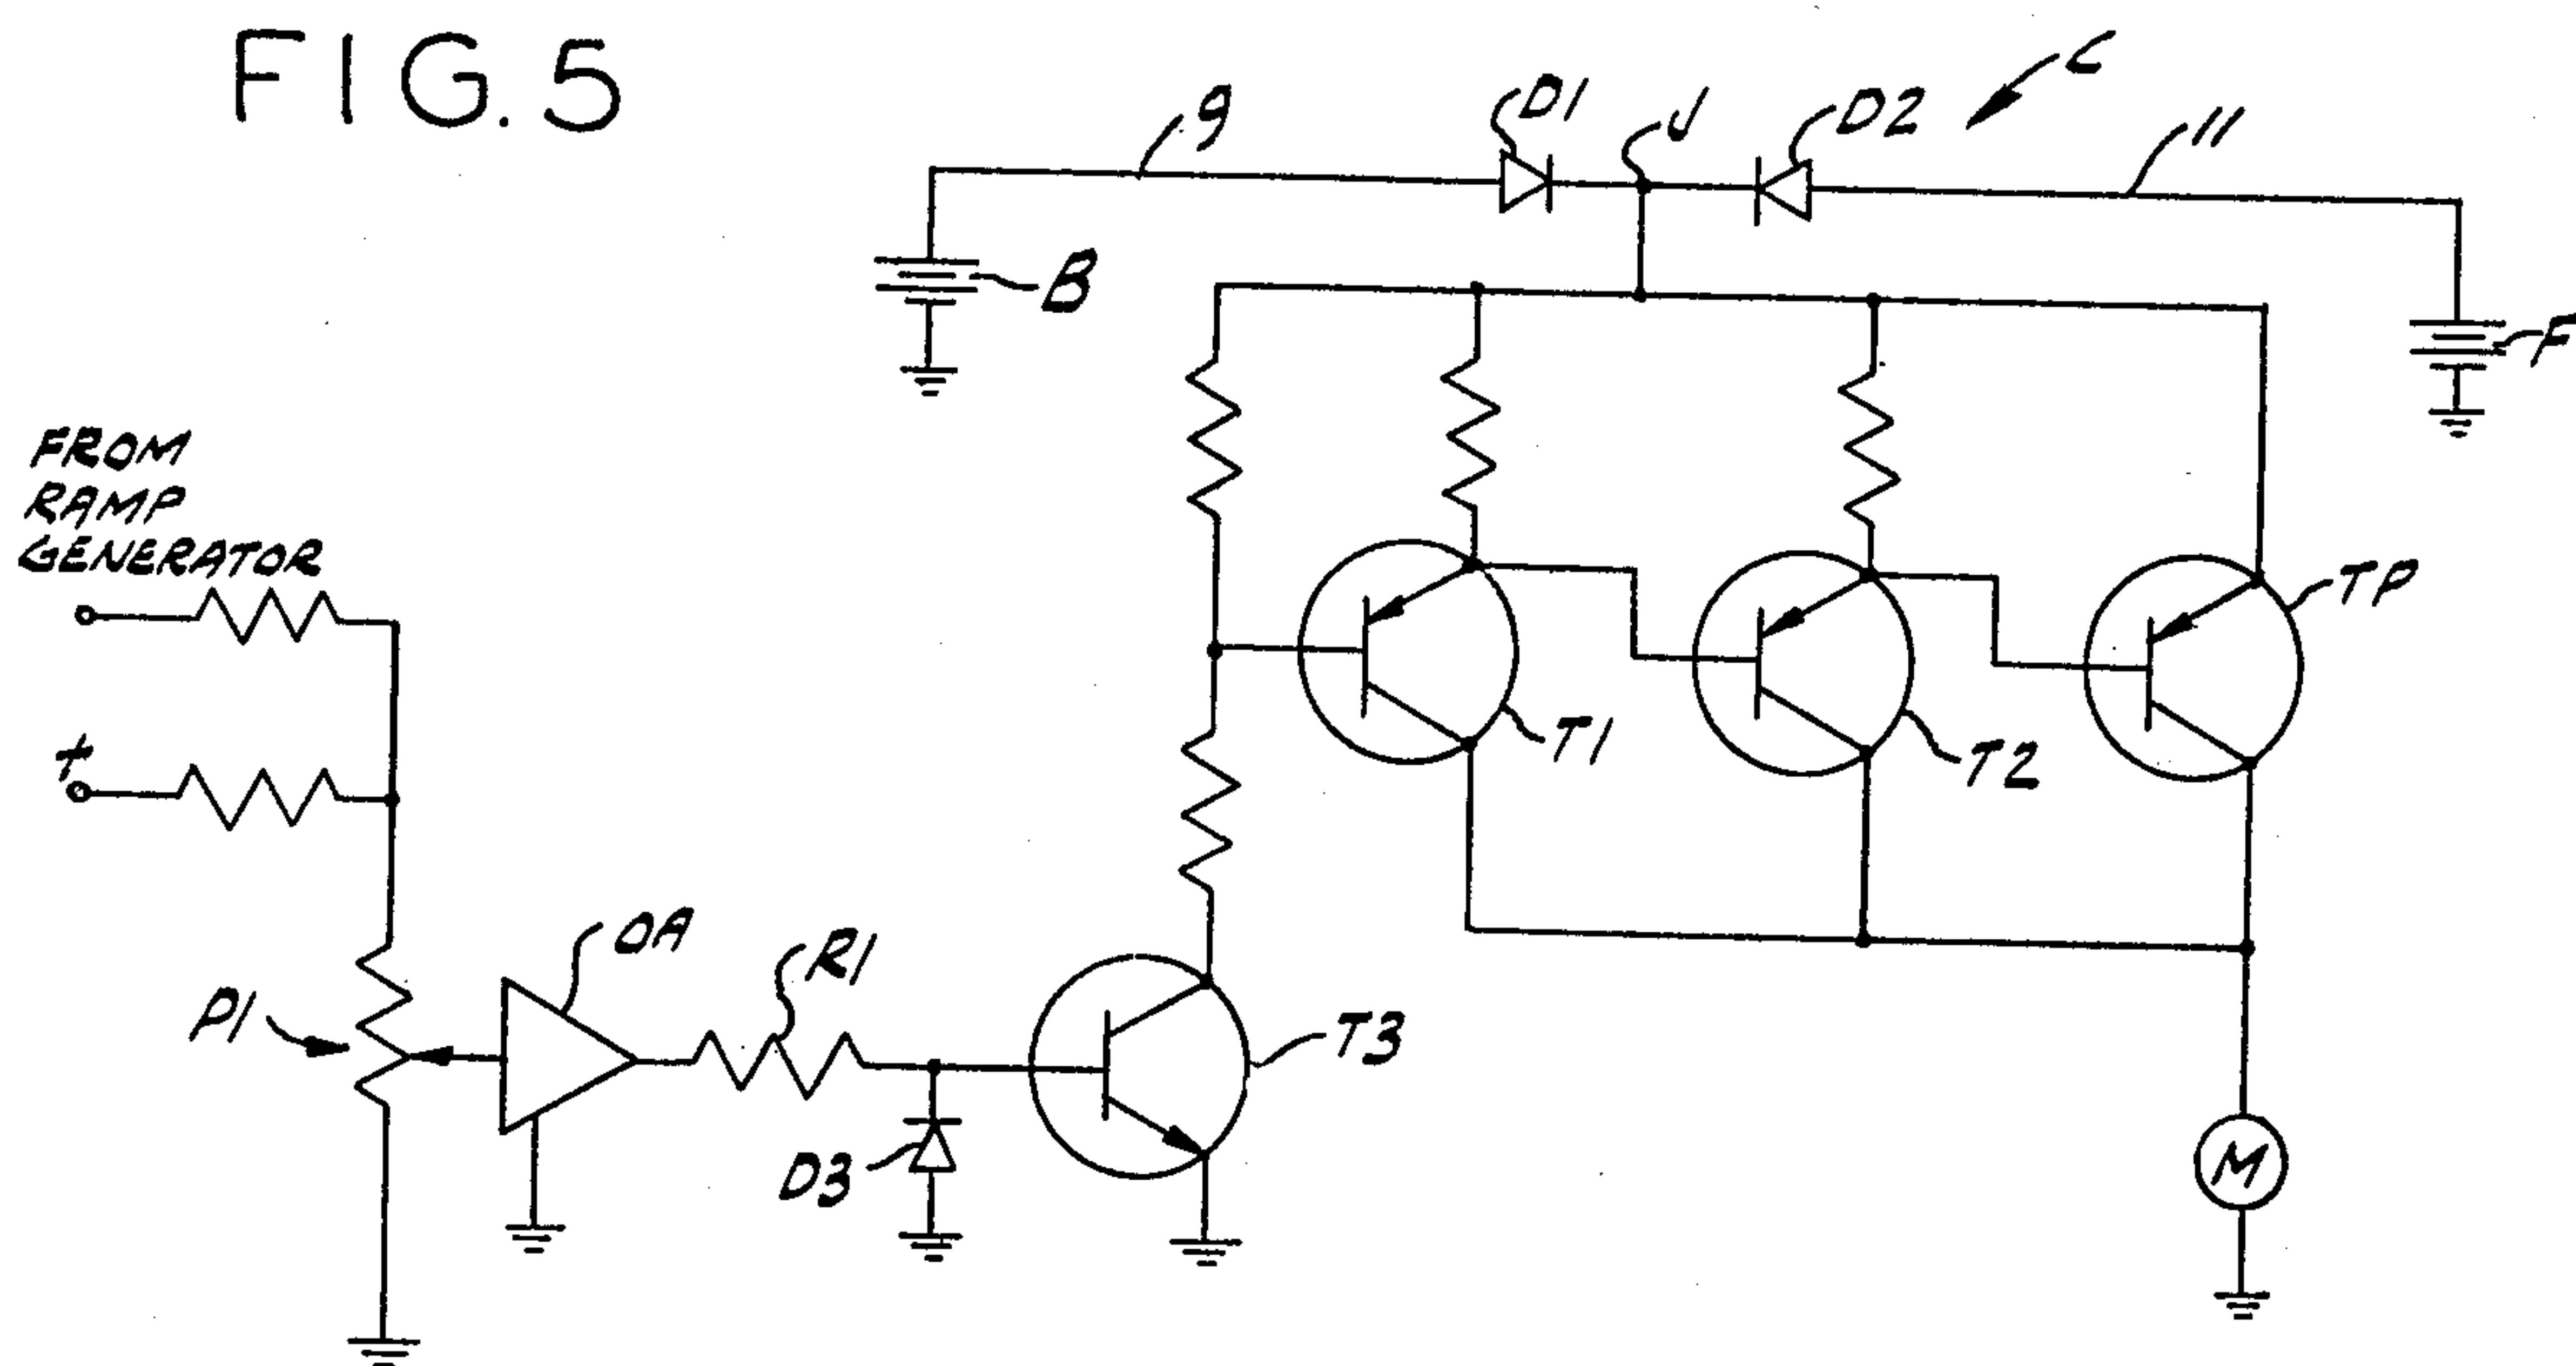 FIG. 5
C
9
D1
J
D2
11
B
F
FROM
RAMP
GENERATOR
+
TP
T1
T2
OA
R1
P1
T3
D3
M